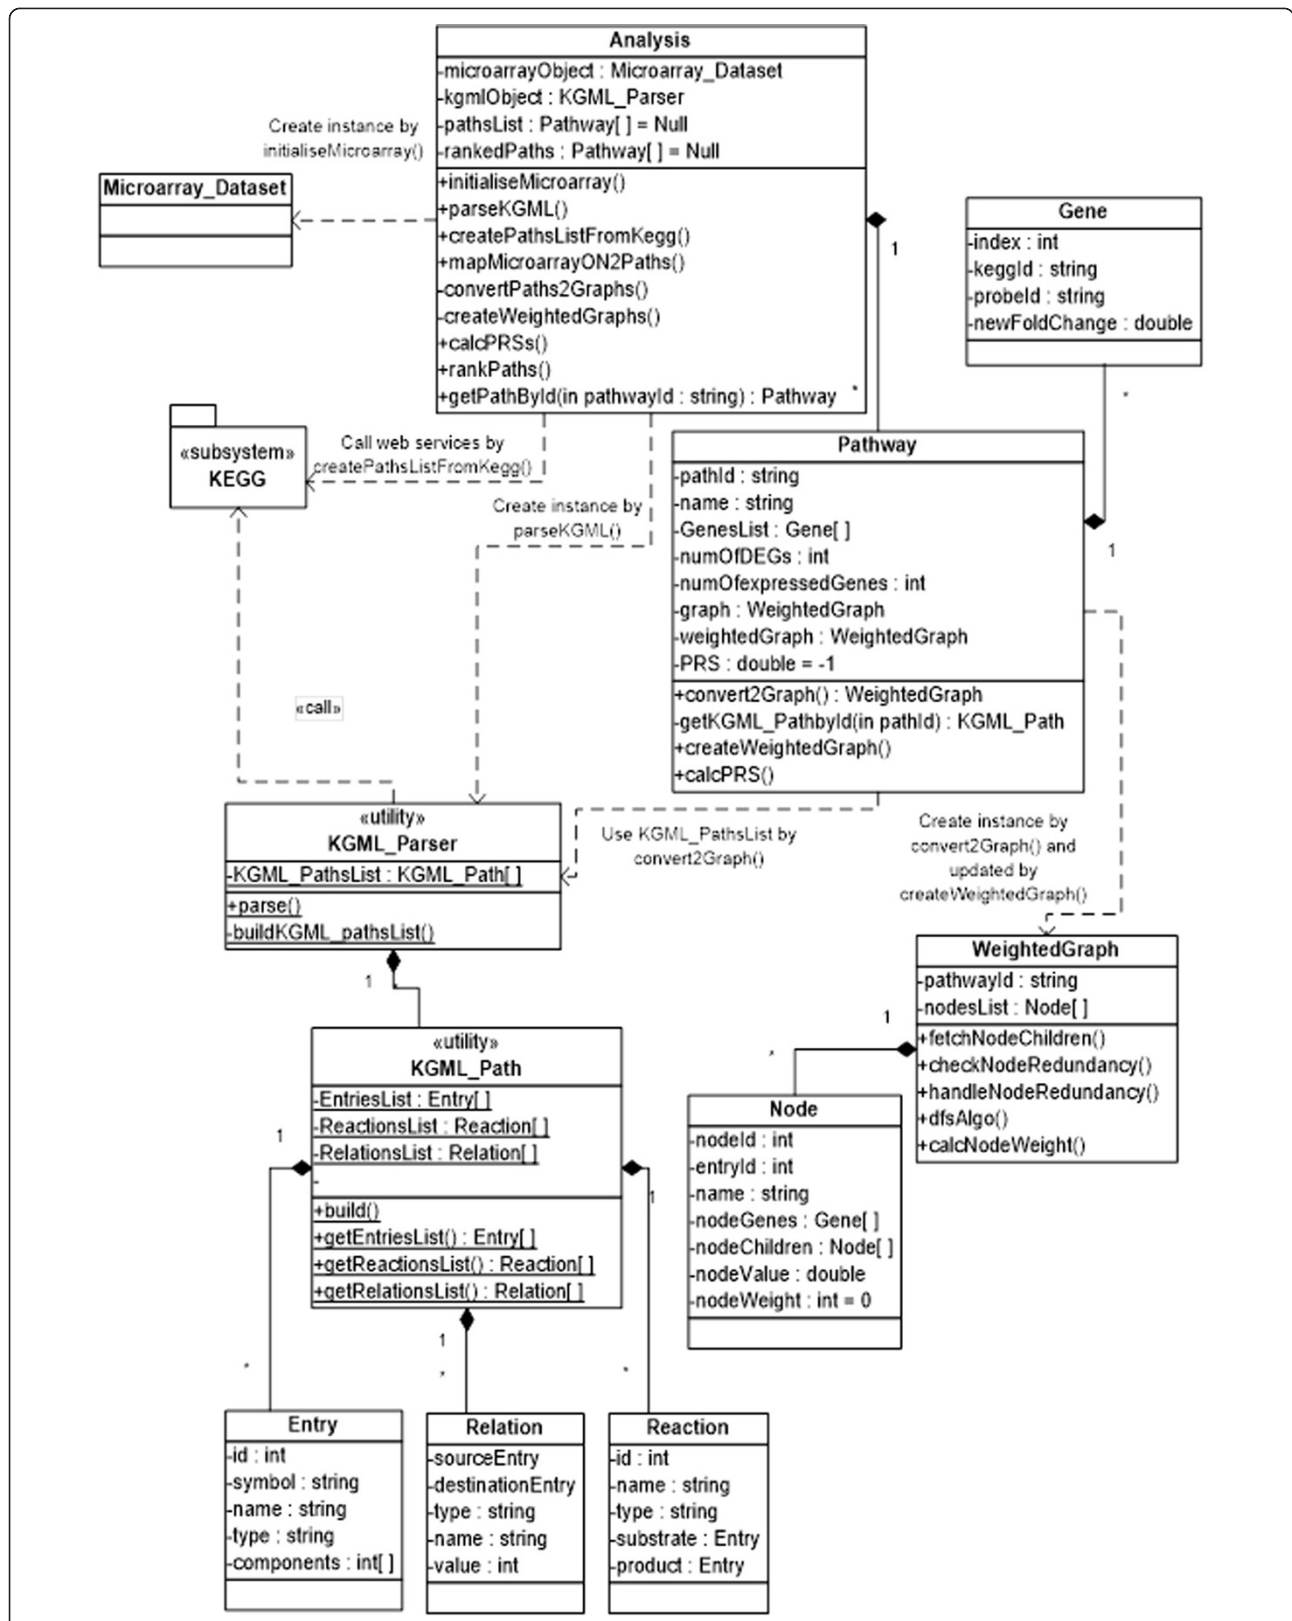 Analysis
-microarrayObject : Microarray_Dataset
-kgmlObject : KGML_Parser
-pathsList : Pathway[ ] = Null
-rankedPaths : Pathway[ ] = Null
+initialiseMicroarray()
+parseKGML()
+createPathsListFromKegg()
+mapMicroarrayON2Paths()
-convertPaths2Graphs()
-createWeightedGraphs()
+calcPRSs()
+rankPaths()
+getPathById(in pathwayId : string) : Pathway
Create instance by
initialiseMicroarray()
Microarray_Dataset
1
*
Gene
-index : int
-keggId : string
-probeId : string
-newFoldChange : double
*
1
«subsystem»
KEGG
Call web services by
createPathsListFromKegg()
Create instance by
parseKGML()
Pathway
-pathId : string
-name : string
-GenesList : Gene[ ]
-numOfDEGs : int
-numOfexpressedGenes : int
-graph : WeightedGraph
-weightedGraph : WeightedGraph
-PRS : double = -1
+convert2Graph() : WeightedGraph
-getKGML_PathbyId(in pathId) : KGML_Path
+createWeightedGraph()
+calcPRS()
«call»
«utility»
KGML_Parser
-KGML_PathsList : KGML_Path[ ]
+parse()
-buildKGML_pathsList()
Use KGML_PathsList by
convert2Graph()
Create instance by
convert2Graph() and
updated by
createWeightedGraph()
WeightedGraph
-pathwayId : string
-nodesList : Node[ ]
+fetchNodeChildren()
+checkNodeRedundancy()
+handleNodeRedundancy()
+dfsAlgo()
+calcNodeWeight()
1
*
1
*
«utility»
KGML_Path
-EntriesList : Entry[ ]
-ReactionsList : Reaction[ ]
-RelationsList : Relation[ ]
-
+build()
+getEntriesList() : Entry[ ]
+getReactionsList() : Reaction[ ]
+getRelationsList() : Relation[ ]
Node
-nodeId : int
-entryId : int
-name : string
-nodeGenes : Gene[ ]
-nodeChildren : Node[ ]
-nodeValue : double
-nodeWeight : int = 0
1
1
1
*
*
*
Entry
-id : int
-symbol : string
-name : string
-type : string
-components : int[ ]
Relation
-sourceEntry
-destinationEntry
-type : string
-name : string
-value : int
Reaction
-id : int
-name : string
-type : string
-substrate : Entry
-product : Entry